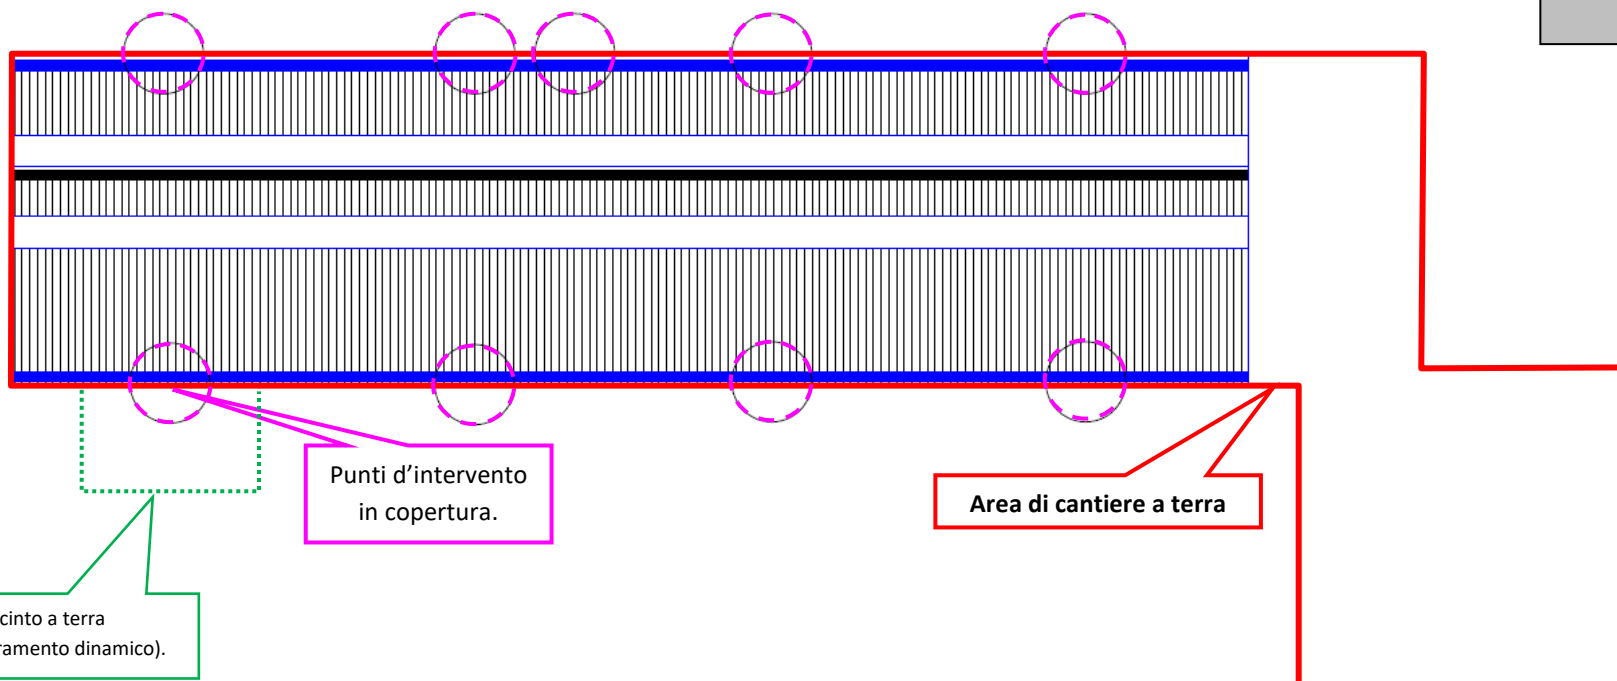 Punti d’intervento
in copertura.
Area di cantiere a terra
cinto a terra
ramento dinamico).